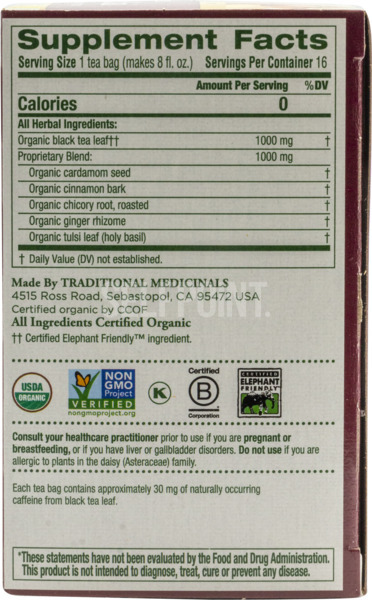 Supplement Facts
Serving Size 1 tea bag (makes 8 fl. oz.) Servings Per Container 16
Amount Per Serving %DV
Calories 0
All Herbal Ingredients:
Organic black tea leaf†† 1000 mg †
Proprietary Blend: 1000 mg
Organic cardamom seed †
Organic cinnamon bark †
Organic chicory root, roasted †
Organic ginger rhizome †
Organic tulsi leaf (holy basil) †
† Daily Value (DV) not established.
Made By TRADITIONAL MEDICINALS
4515 Ross Road, Sebastopol, CA 95472 USA
Certified organic by CCOF
All Ingredients Certified Organic
†† Certified Elephant Friendly™ ingredient.
USDA
ORGANIC
NON
GMO
Project
VERIFIED
nongmoproject.org
K
Certified
B
Corporation
CERTIFIED
ELEPHANT
FRIENDLY™
Consult your healthcare practitioner prior to use if you are pregnant or
breastfeeding, or if you have liver or gallbladder disorders. Do not use if you are
allergic to plants in the daisy (Asteraceae) family.
Each tea bag contains approximately 30 mg of naturally occurring
caffeine from black tea leaf.
*These statements have not been evaluated by the Food and Drug Administration.
This product is not intended to diagnose, treat, cure or prevent any disease.